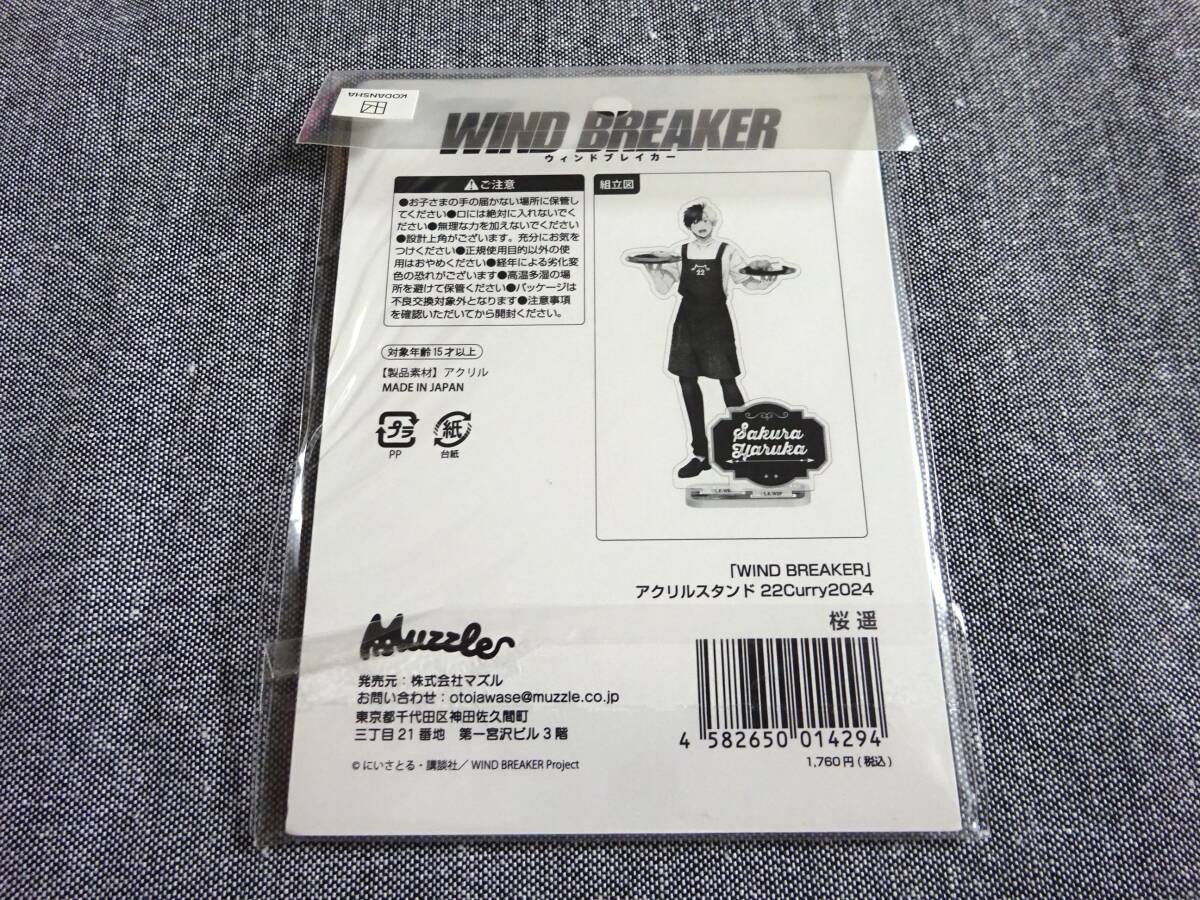 KODANSHA
WIND BREAKER
ウィンドブレイカー
ご注意
●お子さまの手の届かない場所に保管し
てください●口には絶対に入れないでくだ
さい●無理な力を加えないでください
●設計上角がございます。充分にお気を
つけください●正規使用目的以外の使
用はおやめください●経年による劣化変
色の恐れがございます●高温多湿の場
所を避けて保管ください●パッケージは
不良交換対象外となります●注意事項
を確認いただいてから開封ください。
対象年齢15才以上
【製品素材】アクリル
MADE IN JAPAN
プラ
PP
紙
台紙
組立図
22
Sakura
Haruka
「WIND BREAKER」
アクリルスタンド 22Curry2024
桜 遥
Muzzle
発売元:株式会社マズル
お問い合わせ:otoiawase@muzzle.co.jp
東京都千代田区神田佐久間町
三丁目21番地 第一宮沢ビル3階
© にいさとる・講談社/ WIND BREAKER Project
4 582650 014294
1,760円(税込)